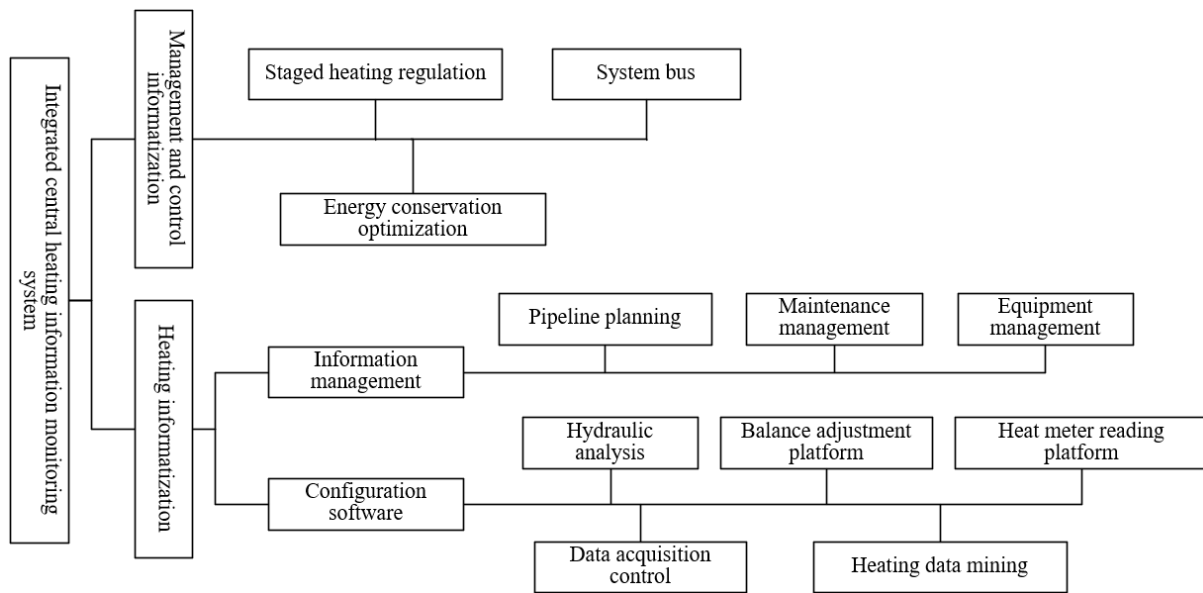 Integrated central heating information monitoring
system
Management and control
informatization
Staged heating regulation
System bus
Energy conservation
optimization
Heating informatization
Information
management
Pipeline planning
Maintenance
management
Equipment
management
Configuration
software
Hydraulic
analysis
Balance adjustment
platform
Heat meter reading
platform
Data acquisition
control
Heating data mining